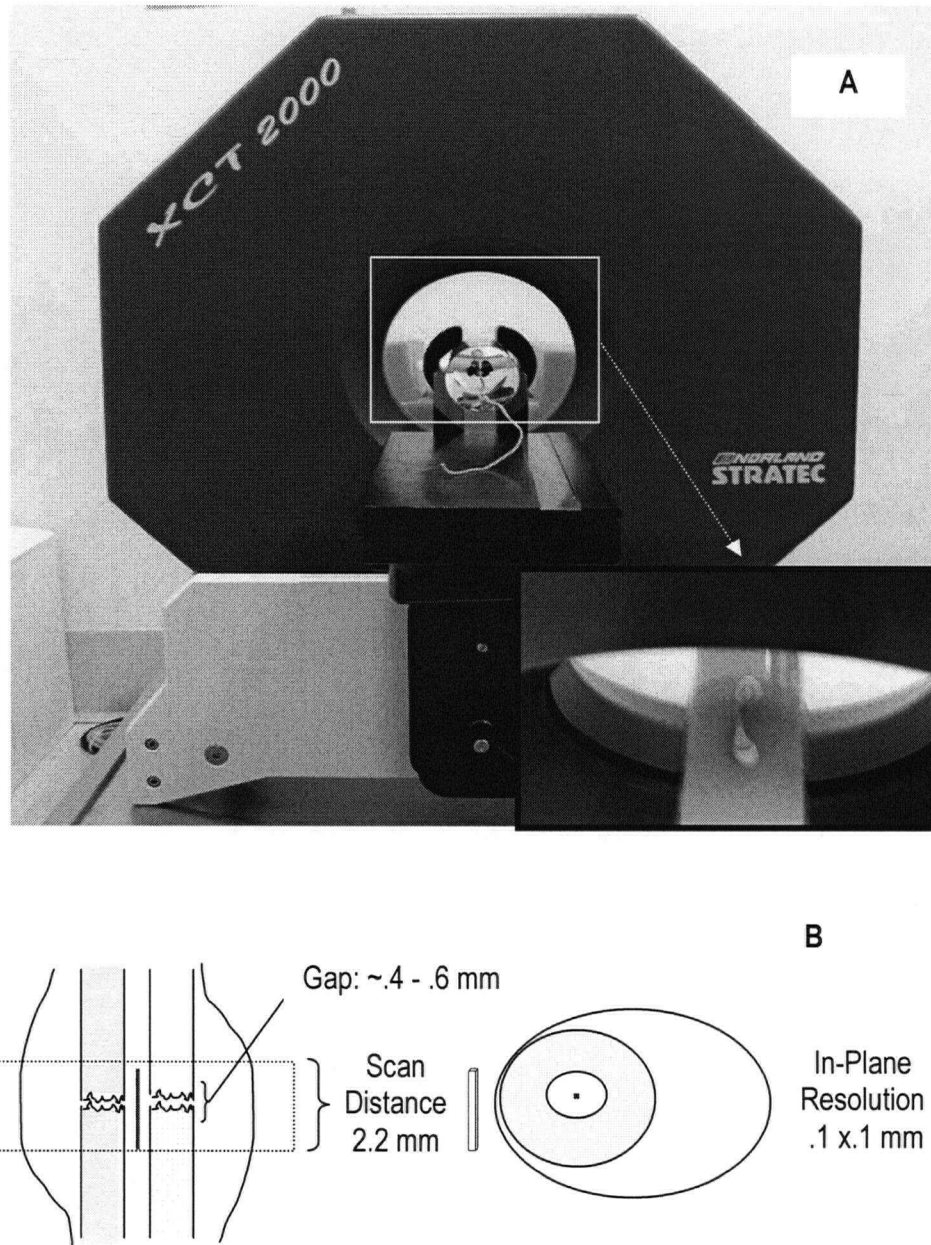 A
XCT 2000
NORLAND
STRATEC
B
Gap: ~.4 - .6 mm
Scan
Distance
2.2 mm
In-Plane
Resolution
.1 x.1 mm